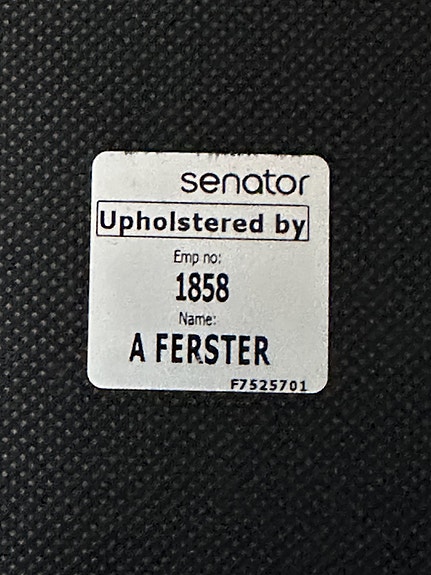 senator
Upholstered by
Emp no:
1858
Name:
A FERSTER
F7525701